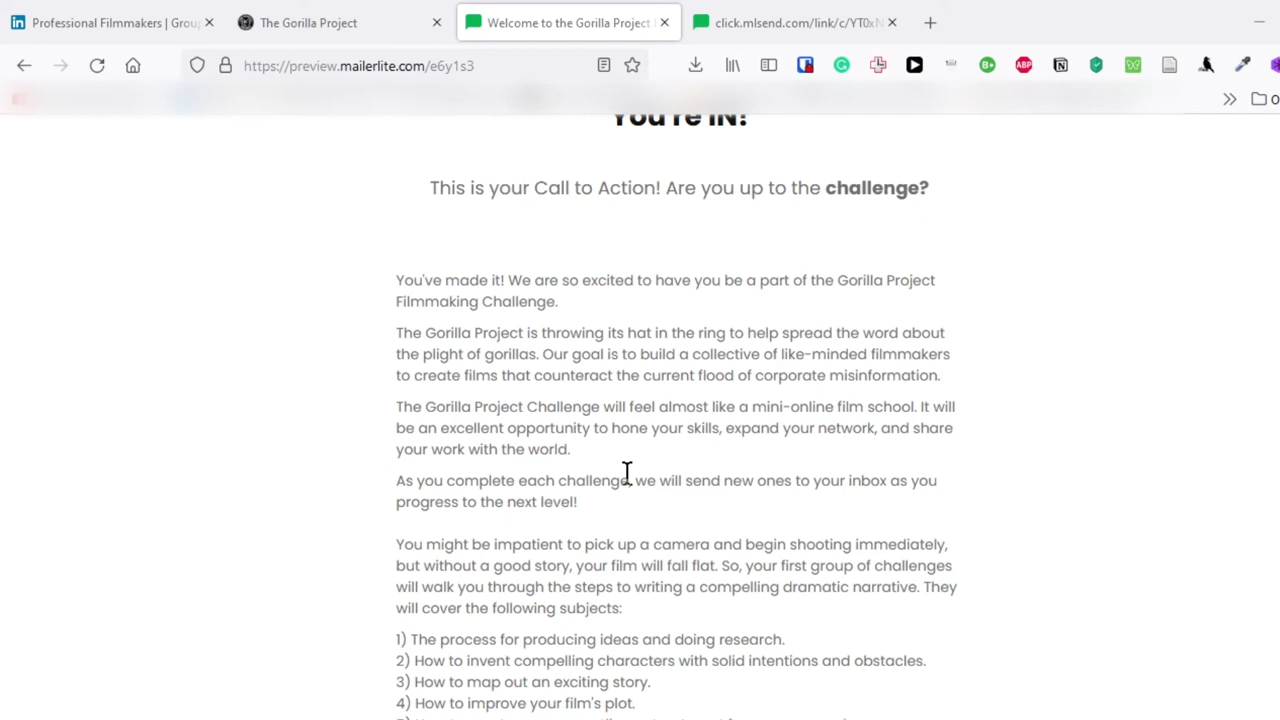 Professional Filmmakers | Grou
The Gorilla Project
Welcome to the Gorilla Project
click.mlsend.com/link/c/YT0xN
https://preview.mailerlite.com/e6y1s3
You're IN!
This is your Call to Action! Are you up to the challenge?
You've made it! We are so excited to have you be a part of the Gorilla Project
Filmmaking Challenge.
The Gorilla Project is throwing its hat in the ring to help spread the word about
the plight of gorillas. Our goal is to build a collective of like-minded filmmakers
to create films that counteract the current flood of corporate misinformation.
The Gorilla Project Challenge will feel almost like a mini-online film school. It will
be an excellent opportunity to hone your skills, expand your network, and share
your work with the world.
As you complete each challenge, we will send new ones to your inbox as you
progress to the next level!
You might be impatient to pick up a camera and begin shooting immediately,
but without a good story, your film will fall flat. So, your first group of challenges
will walk you through the steps to writing a compelling dramatic narrative. They
will cover the following subjects:
1) The process for producing ideas and doing research.
2) How to invent compelling characters with solid intentions and obstacles.
3) How to map out an exciting story.
4) How to improve your film's plot.